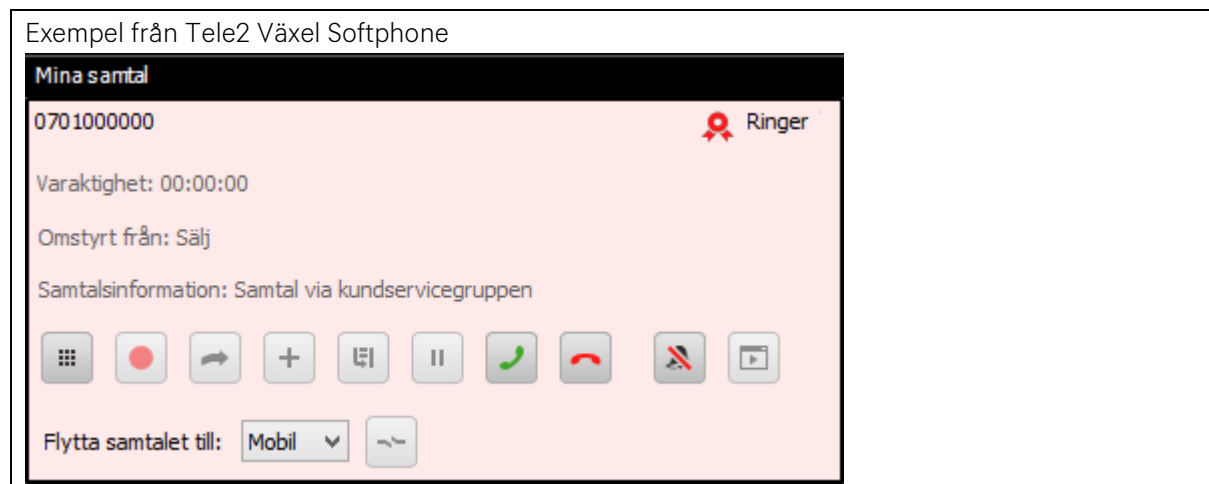 Exempel från Tele2 Växel Softphone
Mina samtal
0701000000 Ringer
Varaktighet: 00:00:00
Omstyrt från: Sälj
Samtalsinformation: Samtal via kundservicegruppen
Flytta samtalet till: Mobil